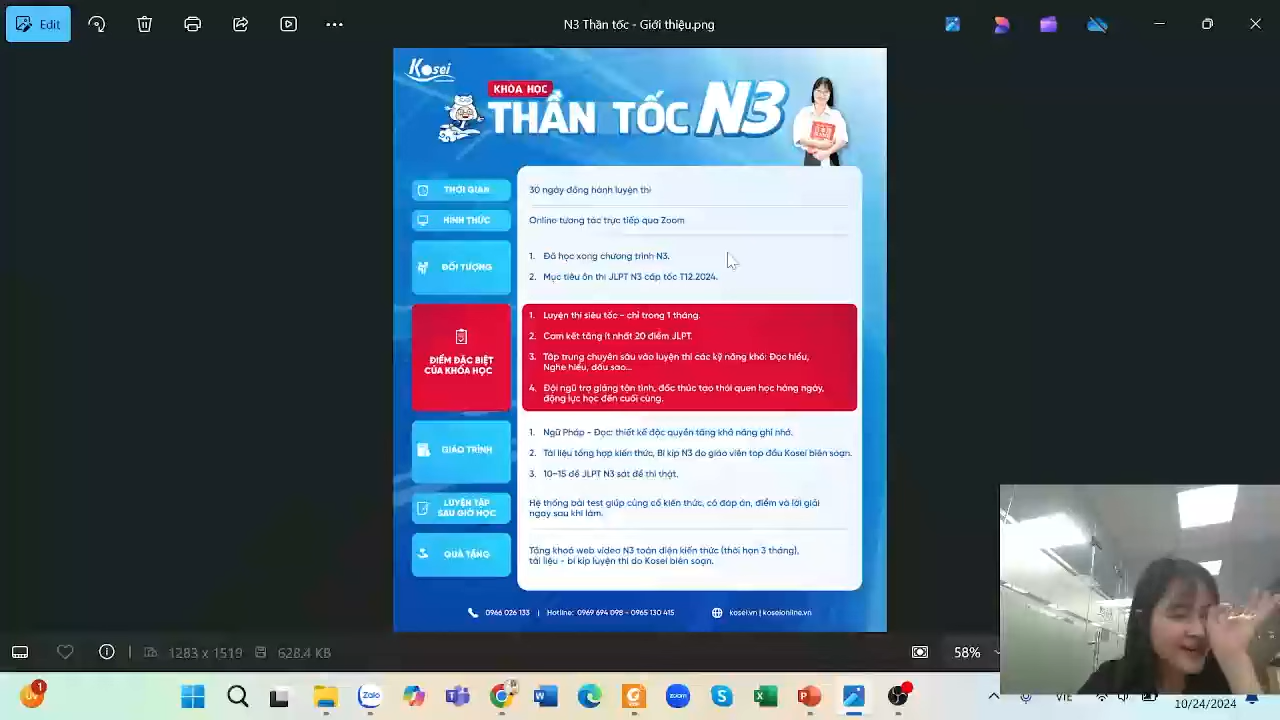 Edit
N3 Thần tốc - Giới thiệu.png
Kosei
KHÓA HỌC
THẦN TỐC N3
THỜI GIAN
30 ngày đồng hành luyện thi
HÌNH THỨC
Online tương tác trực tiếp qua Zoom
ĐỐI TƯỢNG
1. Đã học xong chương trình N3.
2. Mục tiêu ôn thi JLPT N3 cấp tốc T12.2024.
ĐIỂM ĐẶC BIỆT
CỦA KHÓA HỌC
1. Luyện thi siêu tốc - chỉ trong 1 tháng.
2. Cam kết tăng ít nhất 20 điểm JLPT.
3. Tập trung chuyên sâu vào luyện thi các kỹ năng khó: Đọc hiểu,
Nghe hiểu, dấu sao...
4. Đội ngũ trợ giảng tận tình, đốc thúc tạo thói quen học hàng ngày,
động lực học đến cuối cùng.
GIÁO TRÌNH
1. Ngữ Pháp - Đọc: thiết kế độc quyền tăng khả năng ghi nhớ.
2. Tài liệu tổng hợp kiến thức, Bí kíp N3 do giáo viên top đầu Kosei biên soạn.
3. 10-15 đề JLPT N3 sát đề thi thật.
LUYỆN TẬP
SAU GIỜ HỌC
Hệ thống bài test giúp củng cố kiến thức, có đáp án, điểm và lời giải
ngay sau khi làm.
QUÀ TẶNG
Tặng khoá web video N3 toàn diện kiến thức (thời hạn 3 tháng),
tài liệu - bí kíp luyện thi do Kosei biên soạn.
0966 026 133 | Hotline: 0969 694 098 - 0965 130 415
kosei.vn | koseionline.vn
1283 x 1519
628.4 KB
58%
UV
1
Zalo
zoom
VIE
10/24/2024